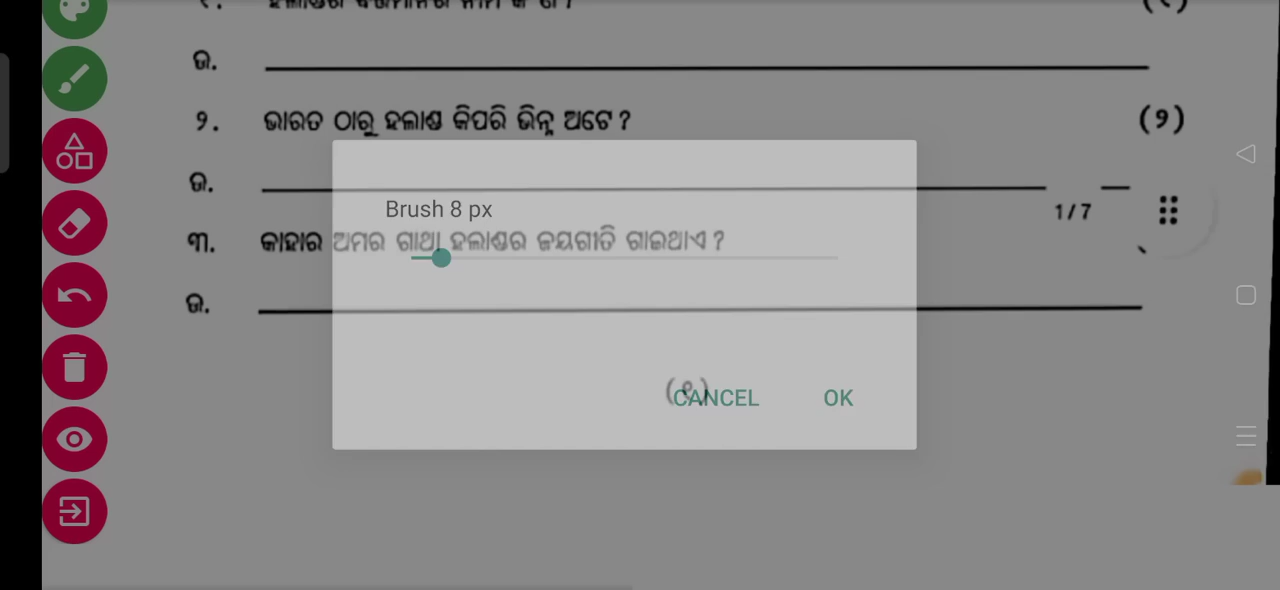 ଉ.
୨. ଭାରତ ଠାରୁ ହଲାଣ୍ଡ କିପରି ଭିନ୍ନ ଅଟେ ? (୨)
ଉ.
Brush 8 px
1/7
୩. କାହାର ଅମର ଗାଥା ହଲାଣ୍ଡର ଜୟଗୀତି ଗାଇଥାଏ ?
ଉ.
(୧)
CANCEL OK